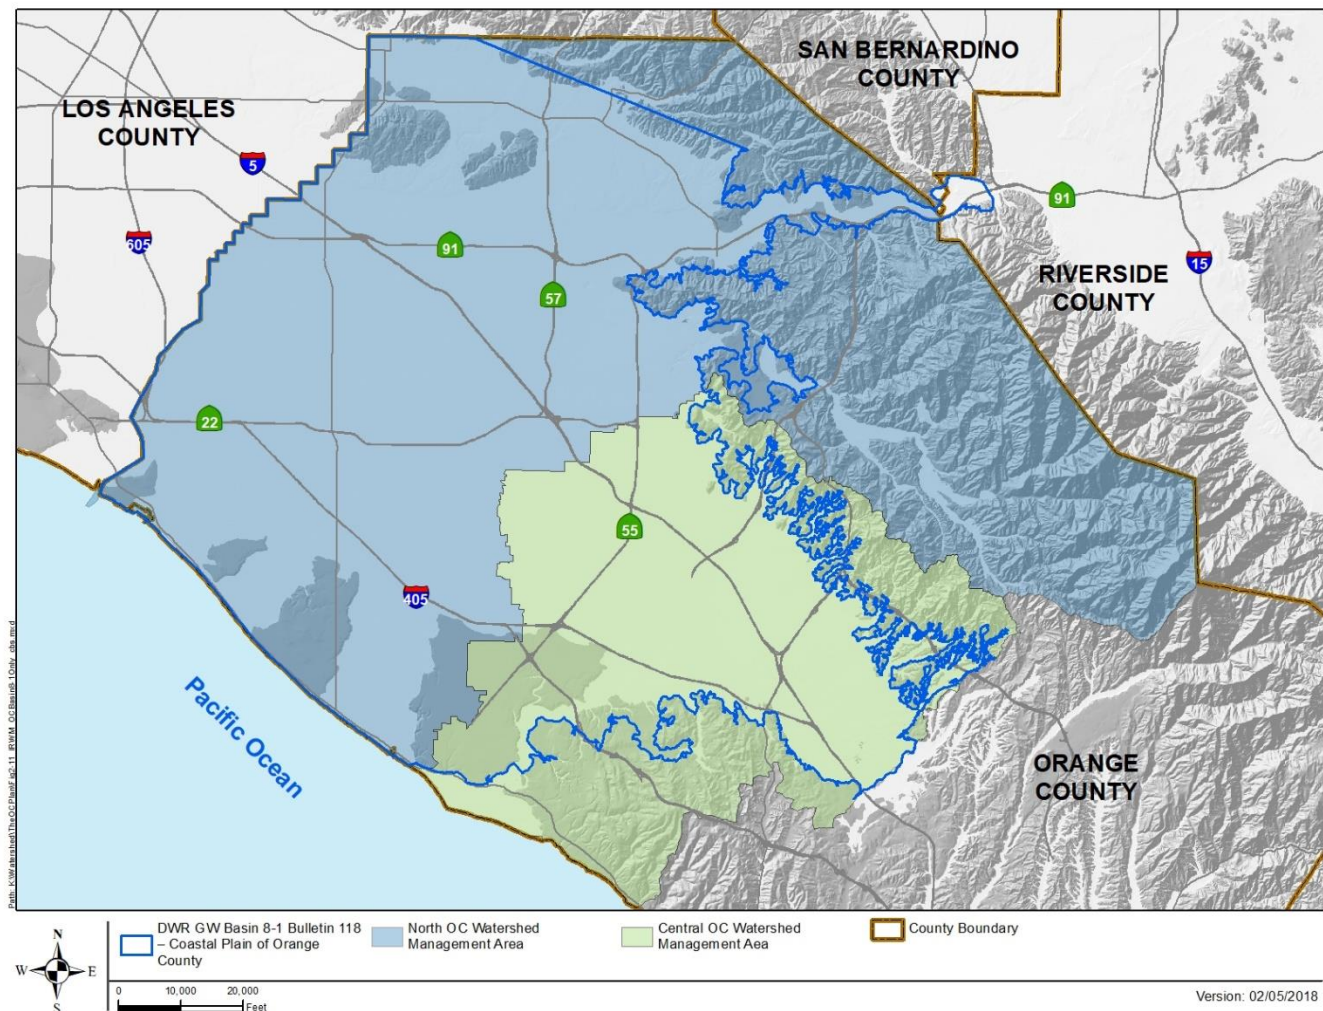 SAN BERNARDINO
COUNTY
LOS ANGELES
COUNTY
5
91
605
91
15
RIVERSIDE
COUNTY
57
22
55
405
Pacific Ocean
ORANGE
COUNTY
N
W
E
S
DWR GW Basin 8-1 Bulletin 118
– Coastal Plain of Orange
County
North OC Watershed
Management Area
Central OC Watershed
Management Aea
County Boundary
0
10,000
20,000
Feet
Version: 02/05/2018